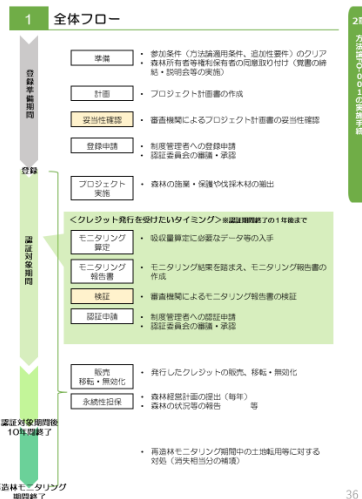 1 全体フロー
2章
方法論FO-001の実施手続
登録準備期間
準備
・ 参加条件（方法論適用条件、追加性要件）のクリア
・ 森林所有者等権利保有者の同意取り付け（覚書の締
結・説明会等の実施）
計画
・ プロジェクト計画書の作成
妥当性確認
・ 審査機関によるプロジェクト計画書の妥当性確認
登録申請
・ 制度管理者への登録申請
・ 認証委員会の審議・承認
登録
プロジェクト
実施
・ 森林の施業・保護や伐採木材の搬出
認証対象期間
＜クレジット発行を受けたいタイミング＞※認証期間終了の1年後まで
モニタリング
算定
・ 吸収量算定に必要なデータ等の入手
モニタリング
報告書
・ モニタリング結果を踏まえ、モニタリング報告書の
作成
検証
・ 審査機関によるモニタリング報告書の検証
認証申請
・ 制度管理者への認証申請
・ 認証委員会の審議・承認
販売
移転・無効化
・ 発行したクレジットの販売、移転・無効化
永続性担保
・ 森林経営計画の提出（毎年）
・ 森林の状況等の報告 等
認証対象期間後
10年間終了
・ 再造林モニタリング期間中の土地転用等に対する
対処（消失相当分の補填）
再造林モニタリング
期間終了
36